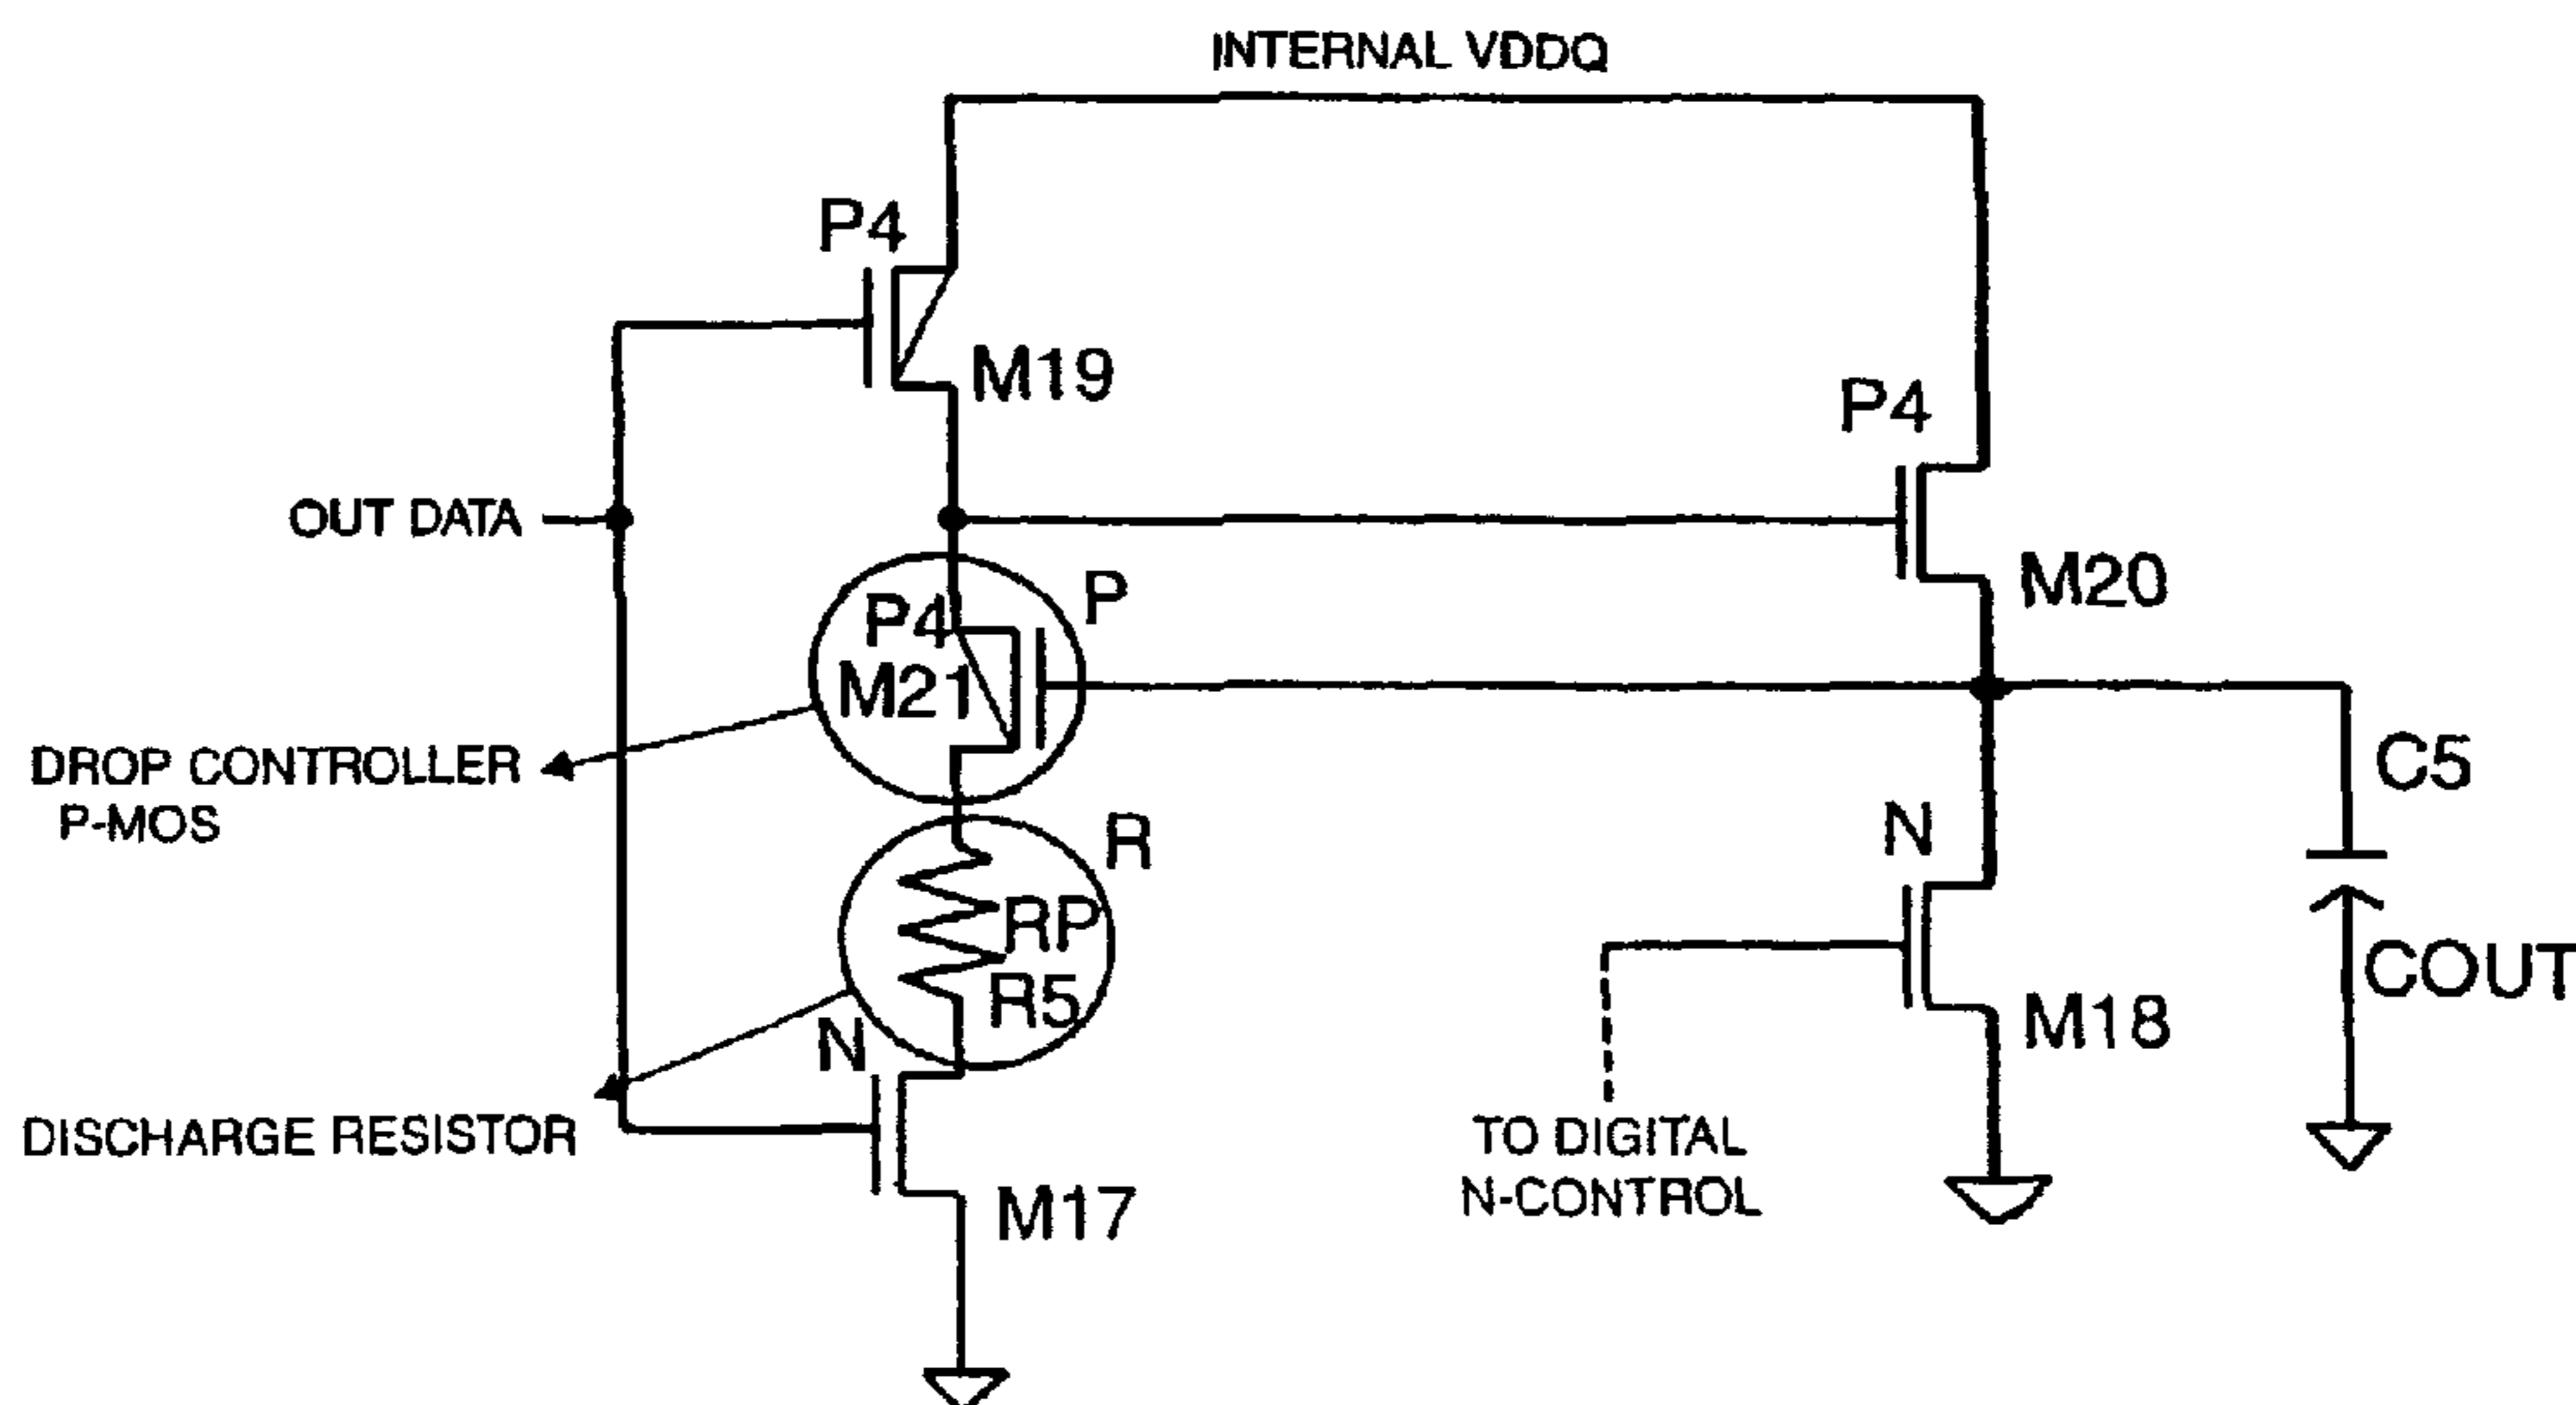 INTERNAL VDDQ
P4
M19
P4
OUT DATA
M20
P
P4
M21
DROP CONTROLLER
P-MOS
C5
R
N
RP
R5
COUT
N
M18
DISCHARGE RESISTOR
TO DIGITAL
N-CONTROL
M17